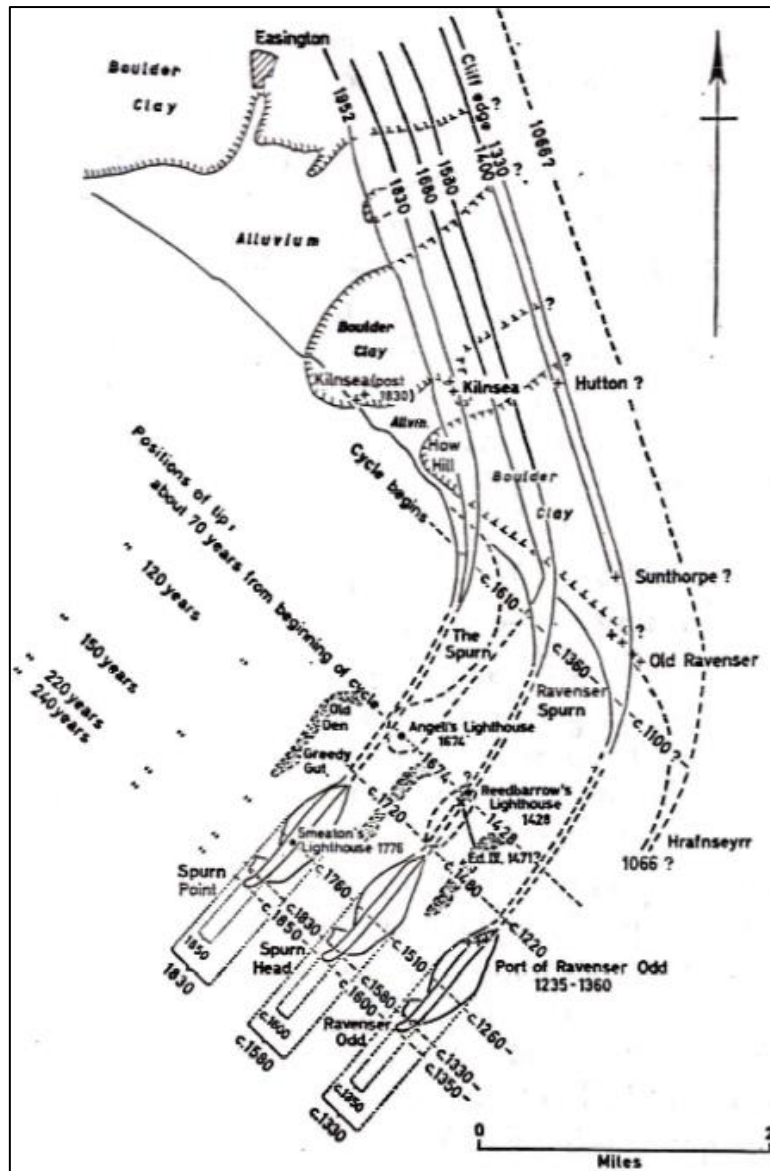 Easington
Boulder
Clay
1952
1830
1680
1580
Cliff edge
1400
1330
1066?
?
?
Alluvium
Boulder
Clay
?
?
Kilnsea (post
1830)
Kilnsea
Hutton ?
Alluvm.
How
Hill
Boulder
Clay
Cycle begins
Positions of tip,
about 70 years from beginning of cycle
" 120 years "
" 150 years "
" 220 years "
" 240 years "
c.1610
c.1360
c.1100 ?
Sunthorpe ?
?
Old Ravenser
The
Spurn
Ravenser
Spurn
Old
Den
Angell's Lighthouse
1674
Greedy
Gut
1674
c.1720
?
Reedbarrow's
Lighthouse
1428
1428
Ed. IV, 1471?
Hrafnseyrr
1066 ?
Smeaton's
Lighthouse 1776
c.1480
c.1220
Spurn
Point
c.1760
c.1830
c.1850
c.1510
c.1580
c.1600
c.1260
c.1330
c.1350
Port of Ravenser Odd
1235-1360
Spurn
Head
Ravenser
Odd
1850
1830
c.1600
c.1580
c.1350
c.1330
0
2
Miles